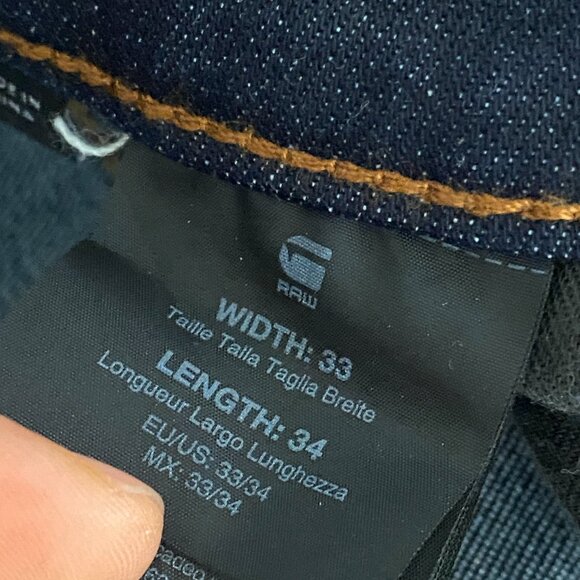 RAW
WIDTH: 33
Taille Talla Taglia Breite
LENGTH: 34
Longueur Largo Lunghezza
EU/US: 33/34
MX: 33/34